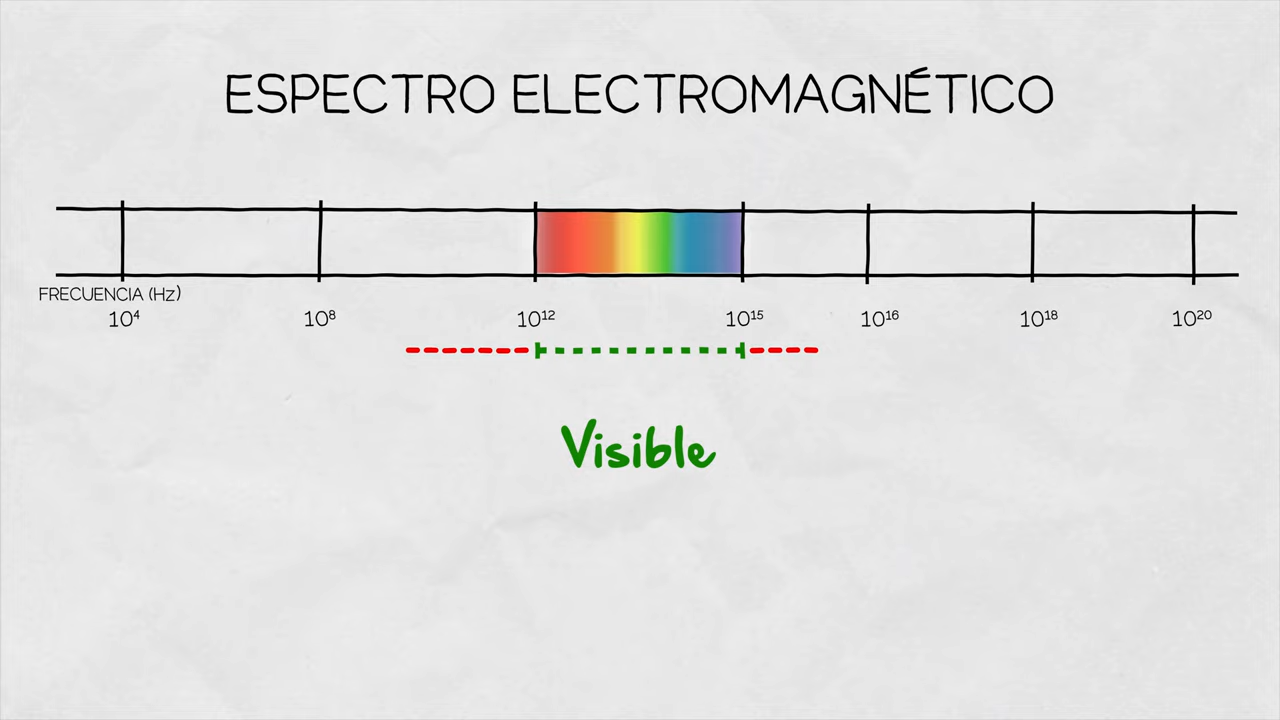 ESPECTRO ELECTROMAGNÉTICO
FRECUENCIA (Hz)
10⁴ 10⁸ 10¹² 10¹⁵ 10¹⁶ 10¹⁸ 10²⁰
Visible